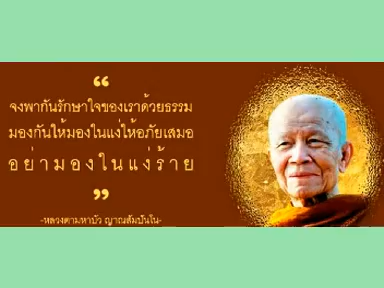 “
จงพากันรักษาใจของเราด้วยธรรม
มองกันให้มองในแง่ให้อภัยเสมอ
อย่ามองในแง่ร้าย
”
-หลวงตามหาบัว ญาณสัมปันโน-